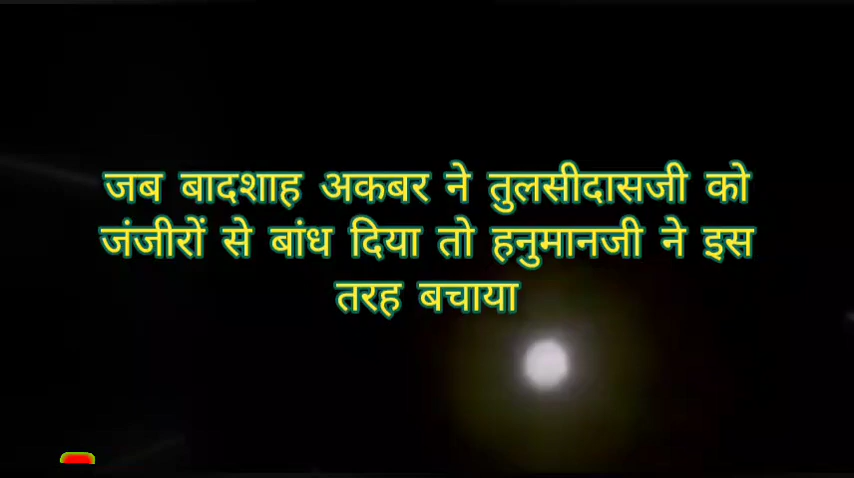 जब बादशाह अकबर ने तुलसीदासजी को
जंजीरों से बांध दिया तो हनुमानजी ने इस
तरह बचाया